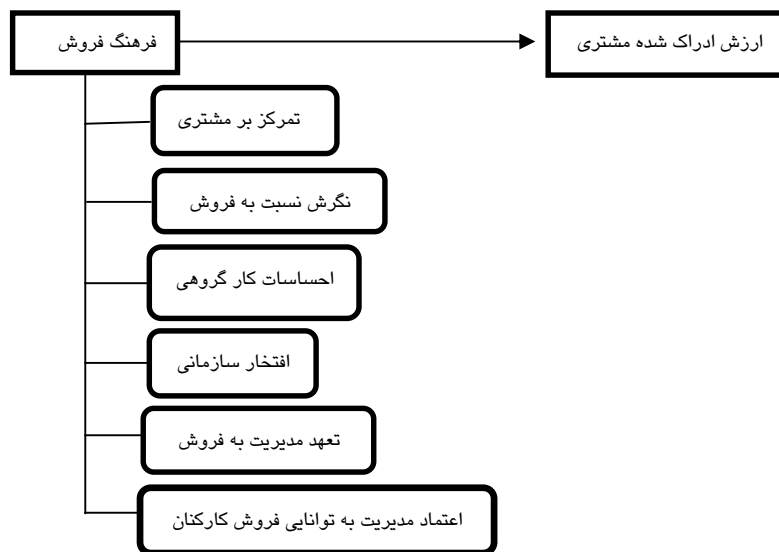 فرهنگ فروش
ارزش ادراک شده مشتری
تمرکز بر مشتری
نگرش نسبت به فروش
احساسات کار گروهی
افتخار سازمانی
تعهد مدیریت به فروش
اعتماد مدیریت به توانایی فروش کارکنان